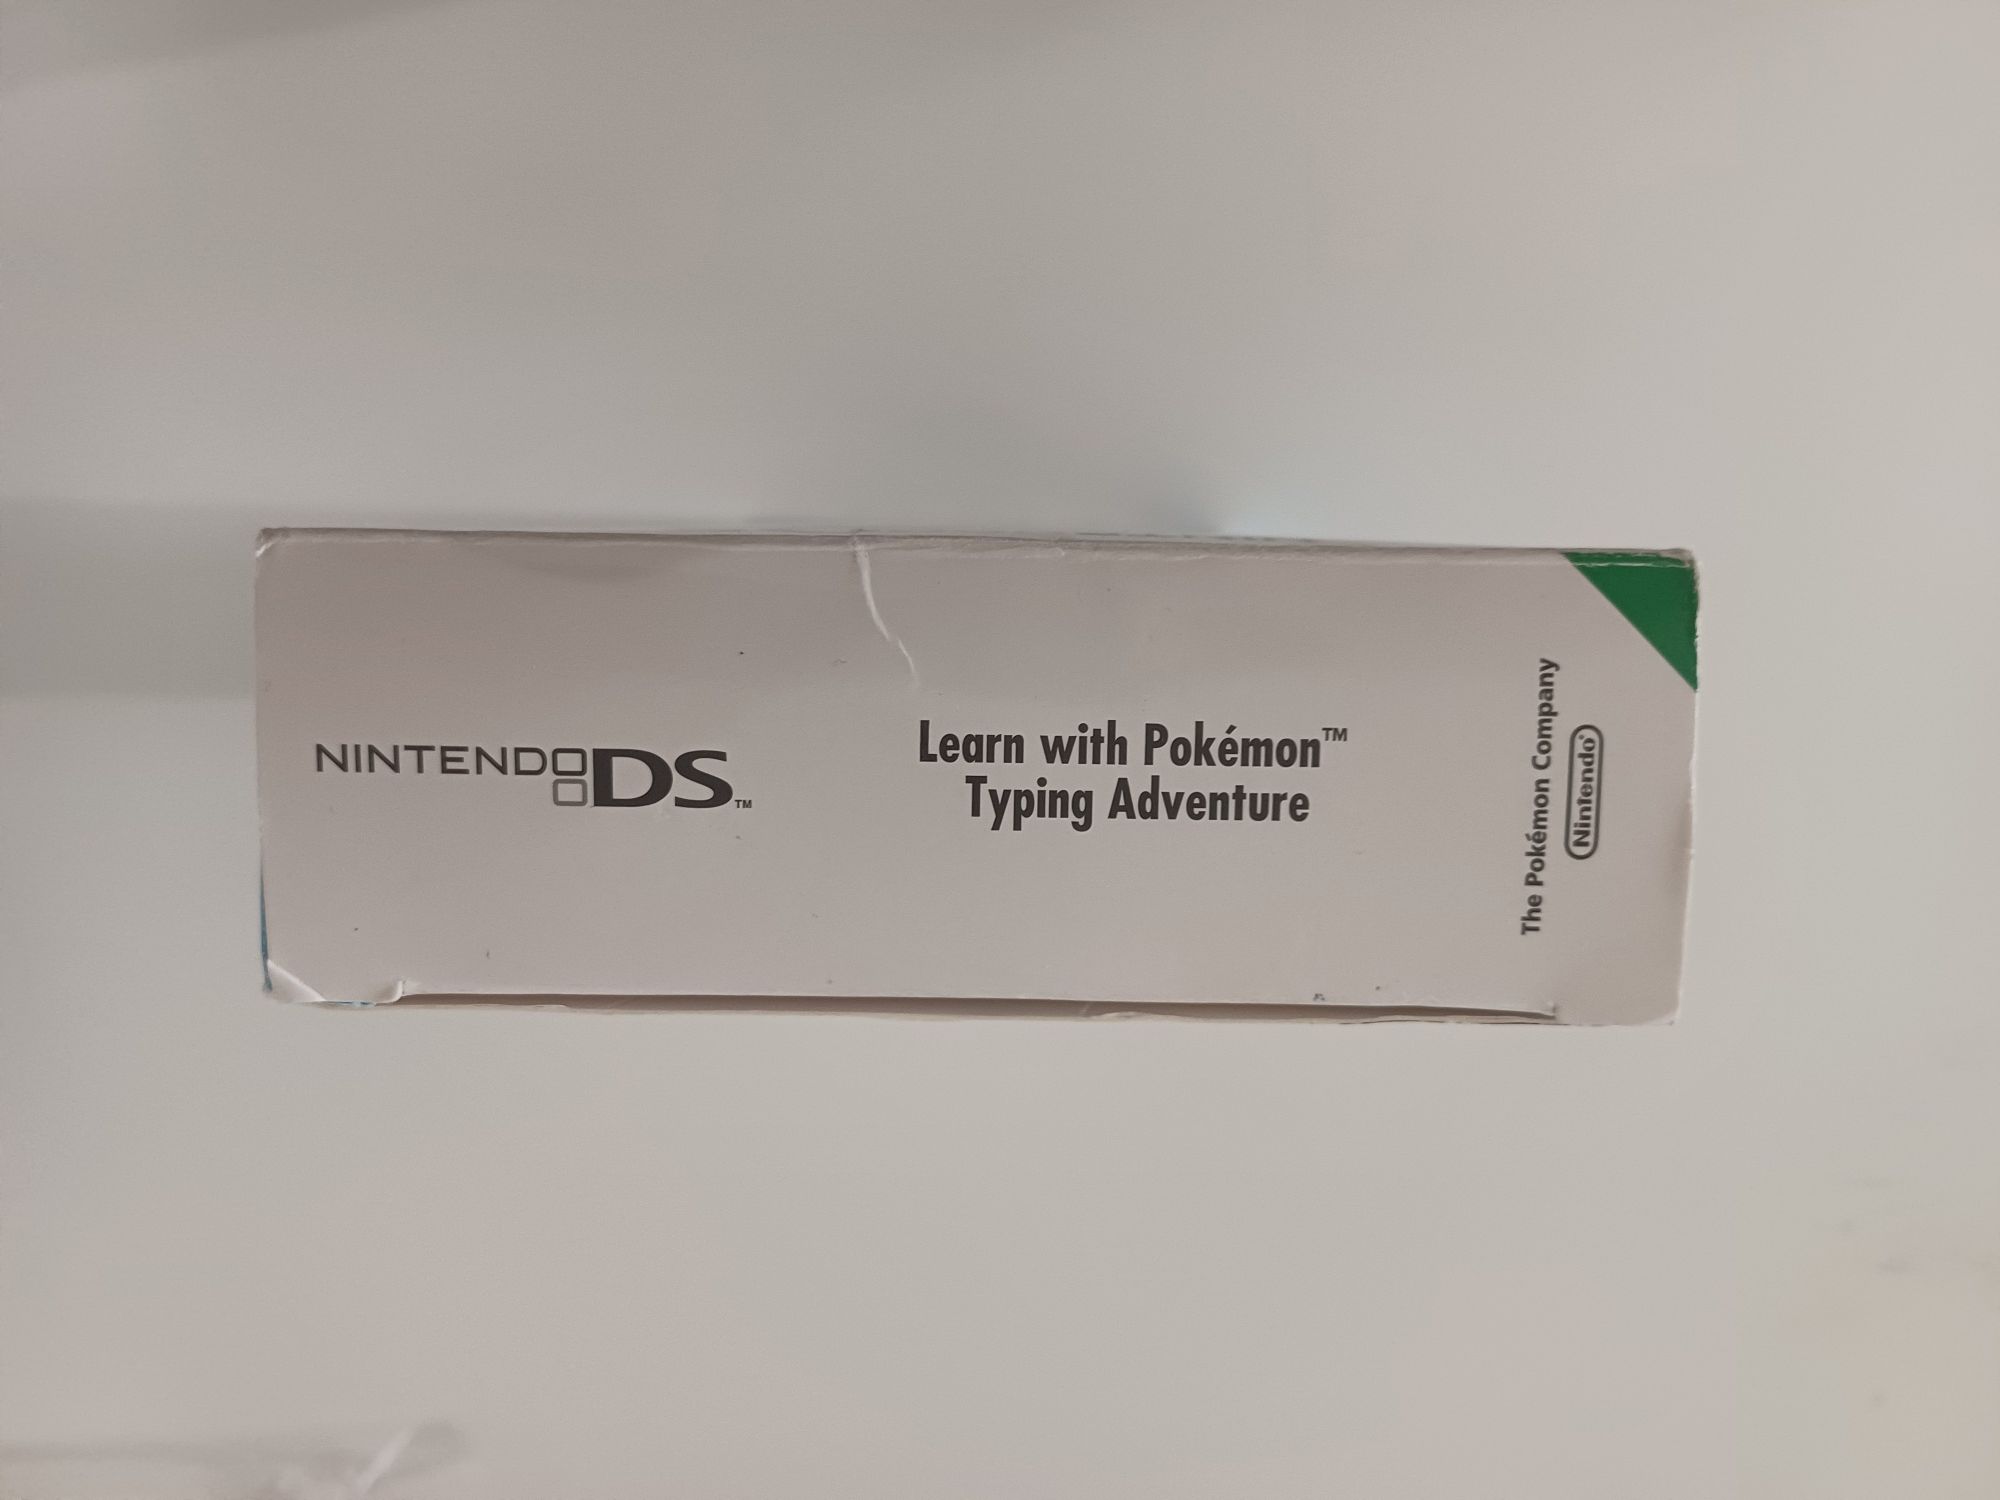 NINTENDO DS™
Learn with Pokémon™
Typing Adventure
The Pokémon Company
Nintendo®